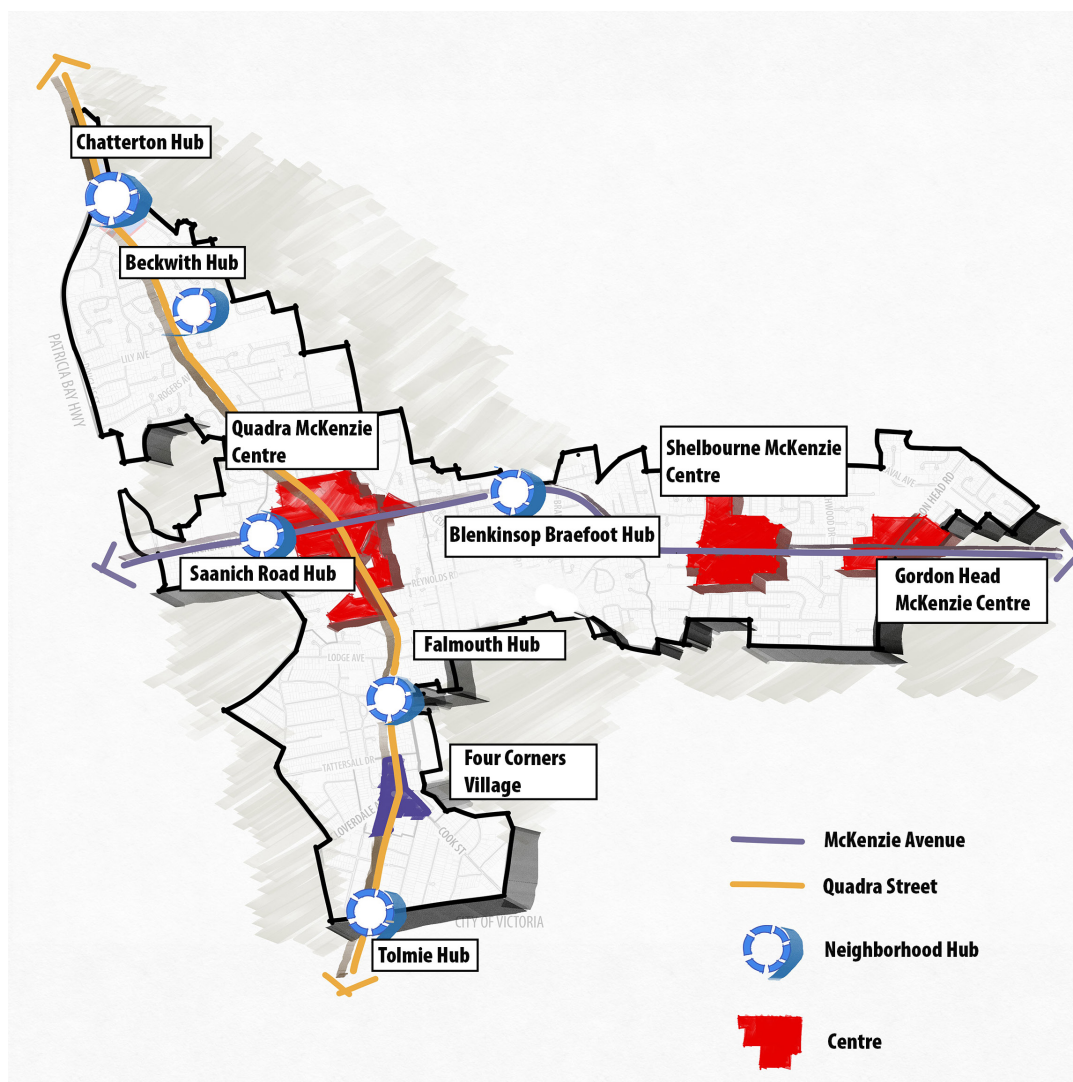 Chatterton Hub
Beckwith Hub
PATRICIA BAY HWY
LILY AVE
ROGERS AV
Quadra McKenzie
Centre
Shelbourne McKenzie
Centre
Blenkinsop Braefoot Hub
Saanich Road Hub
REYNOLDS RD
Gordon Head
McKenzie Centre
Falmouth Hub
LODGE AVE
Four Corners
Village
TATTERSALL DR
COOK ST
CITY OF VICTORIA
Tolmie Hub
McKenzie Avenue
Quadra Street
Neighborhood Hub
Centre